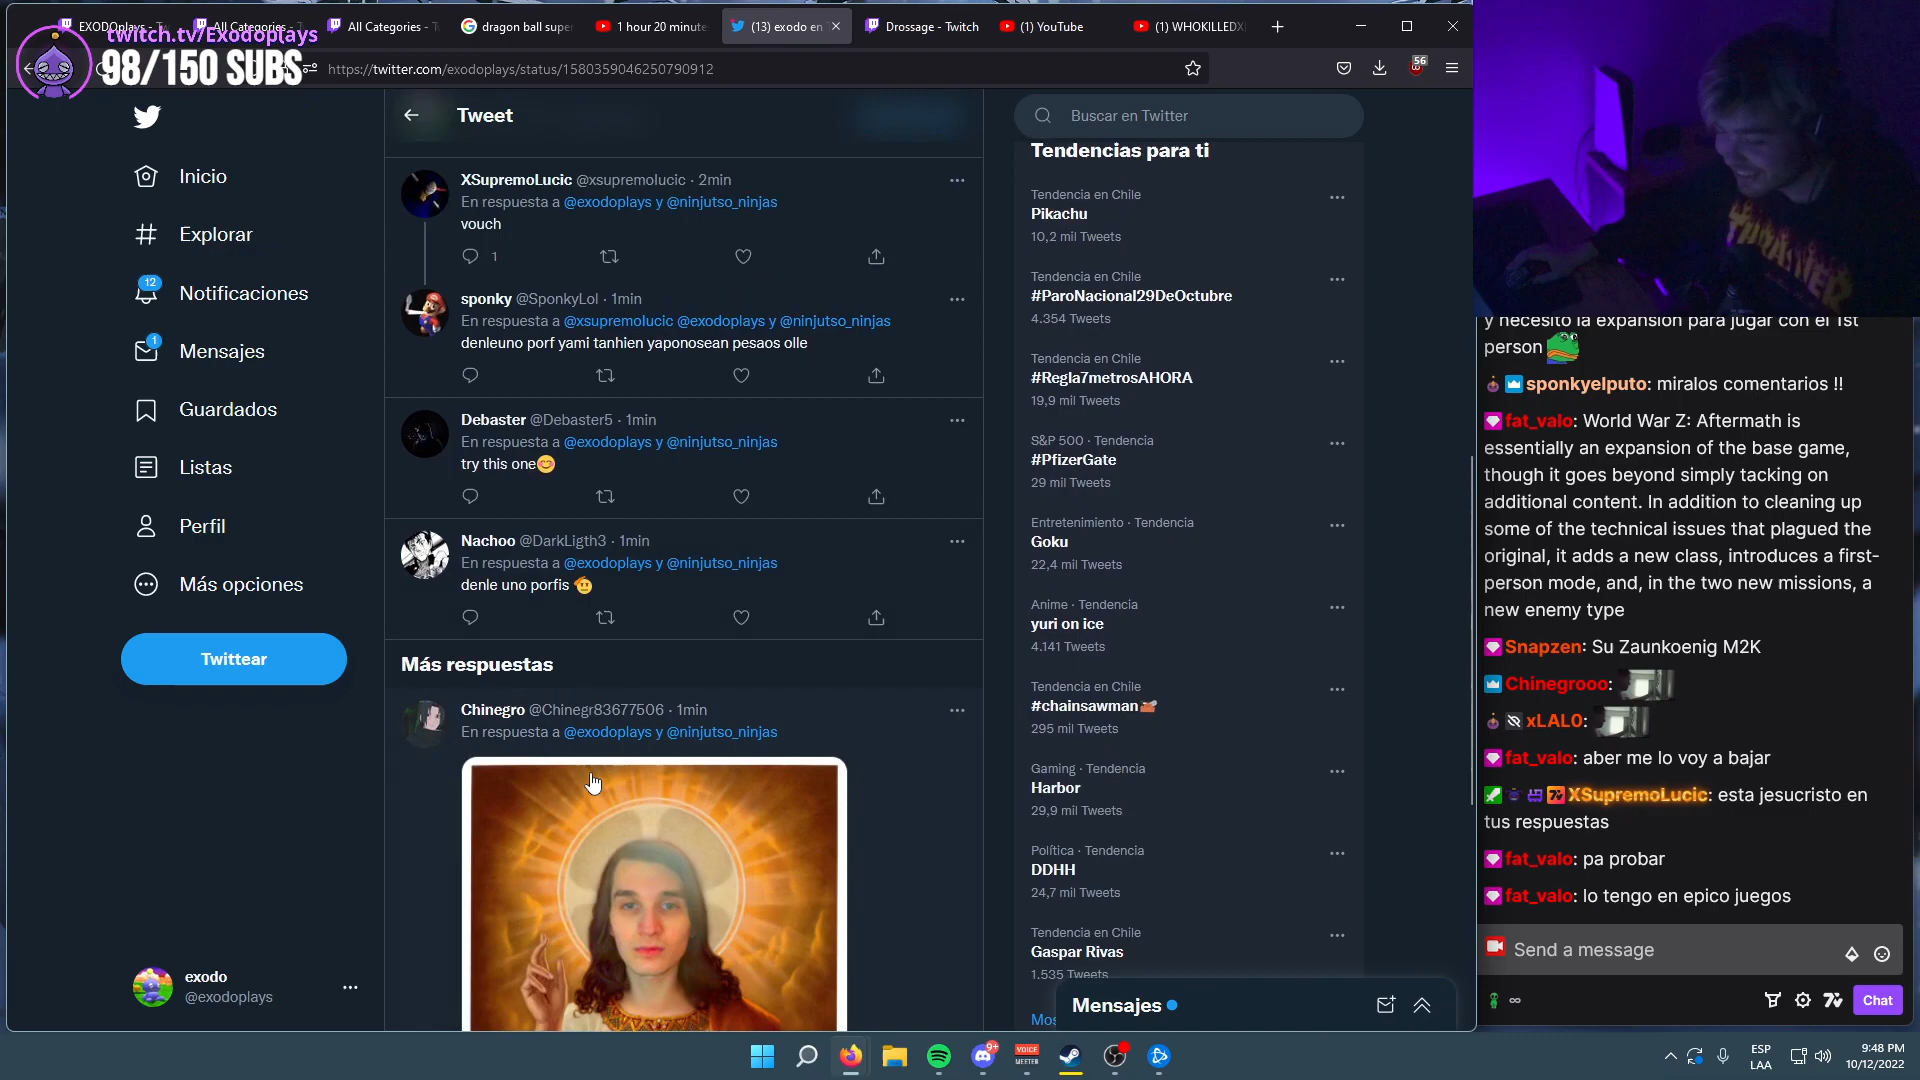 EXODOplays - Tw
All Categories - T
All Categories - Tw
dragon ball supe
1 hour 20 minute
(13) exodo en
Drossage - Twitch
(1) YouTube
(1) WHOKILLEDX
twitch.tv/Exodoplays
98/150 SUBS
https://twitter.com/exodoplays/status/1580359046250790912
56
Inicio
Explorar
12
Notificaciones
1
Mensajes
Guardados
Listas
Perfil
Más opciones
Twittear
exodo
@exodoplays
Tweet
XSupremoLucic @xsupremolucic · 2min
En respuesta a @exodoplays y @ninjutso_ninjas
vouch
1
sponky @SponkyLol · 1min
En respuesta a @xsupremolucic @exodoplays y @ninjutso_ninjas
denleuno porf yami tanhien yaponosean pesaos olle
Debaster @Debaster5 · 1min
En respuesta a @exodoplays y @ninjutso_ninjas
try this one😊
Nachoo @DarkLigth3 · 1min
En respuesta a @exodoplays y @ninjutso_ninjas
denle uno porfis 🫡
Más respuestas
Chinegro @Chinegr83677506 · 1min
En respuesta a @exodoplays y @ninjutso_ninjas
Buscar en Twitter
Tendencias para ti
Tendencia en Chile
Pikachu
10,2 mil Tweets
Tendencia en Chile
#ParoNacional29DeOctubre
4.354 Tweets
Tendencia en Chile
#Regla7metrosAHORA
19,9 mil Tweets
S&P 500 · Tendencia
#PfizerGate
29 mil Tweets
Entretenimiento · Tendencia
Goku
22,4 mil Tweets
Anime · Tendencia
yuri on ice
4.141 Tweets
Tendencia en Chile
#chainsawman
295 mil Tweets
Gaming · Tendencia
Harbor
29,9 mil Tweets
Política · Tendencia
DDHH
24,7 mil Tweets
Tendencia en Chile
Gaspar Rivas
1.535 Tweets
Mos
Mensajes
y necesito la expansión para jugar con el 1st
person
sponkyelputo: miralos comentarios !!
fat_valo: World War Z: Aftermath is
essentially an expansion of the base game,
though it goes beyond simply tacking on
additional content. In addition to cleaning up
some of the technical issues that plagued the
original, it adds a new class, introduces a first-
person mode, and, in the two new missions, a
new enemy type
Snapzen: Su Zaunkoenig M2K
Chinegrooo:
xLAL0:
fat_valo: aber me lo voy a bajar
XSupremoLucic: esta jesucristo en
tus respuestas
fat_valo: pa probar
fat_valo: lo tengo en epico juegos
Send a message
∞
Chat
9+
VOICE
MEETER
ESP
LAA
9:48 PM
10/12/2022